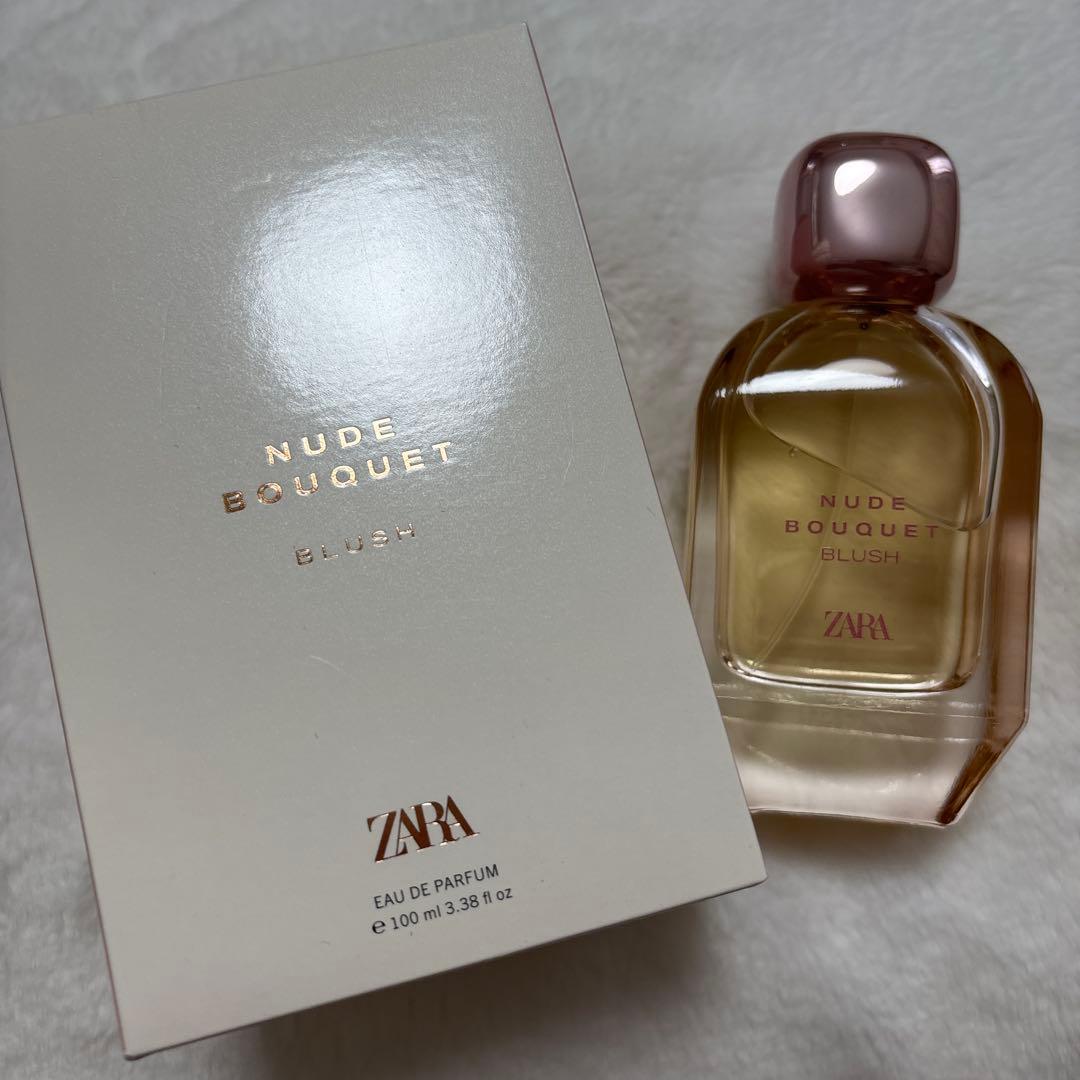 NUDE
BOUQUET
BLUSH
ZARA
EAU DE PARFUM
℮ 100 ml 3.38 fl oz
NUDE
BOUQUET
BLUSH
ZARA